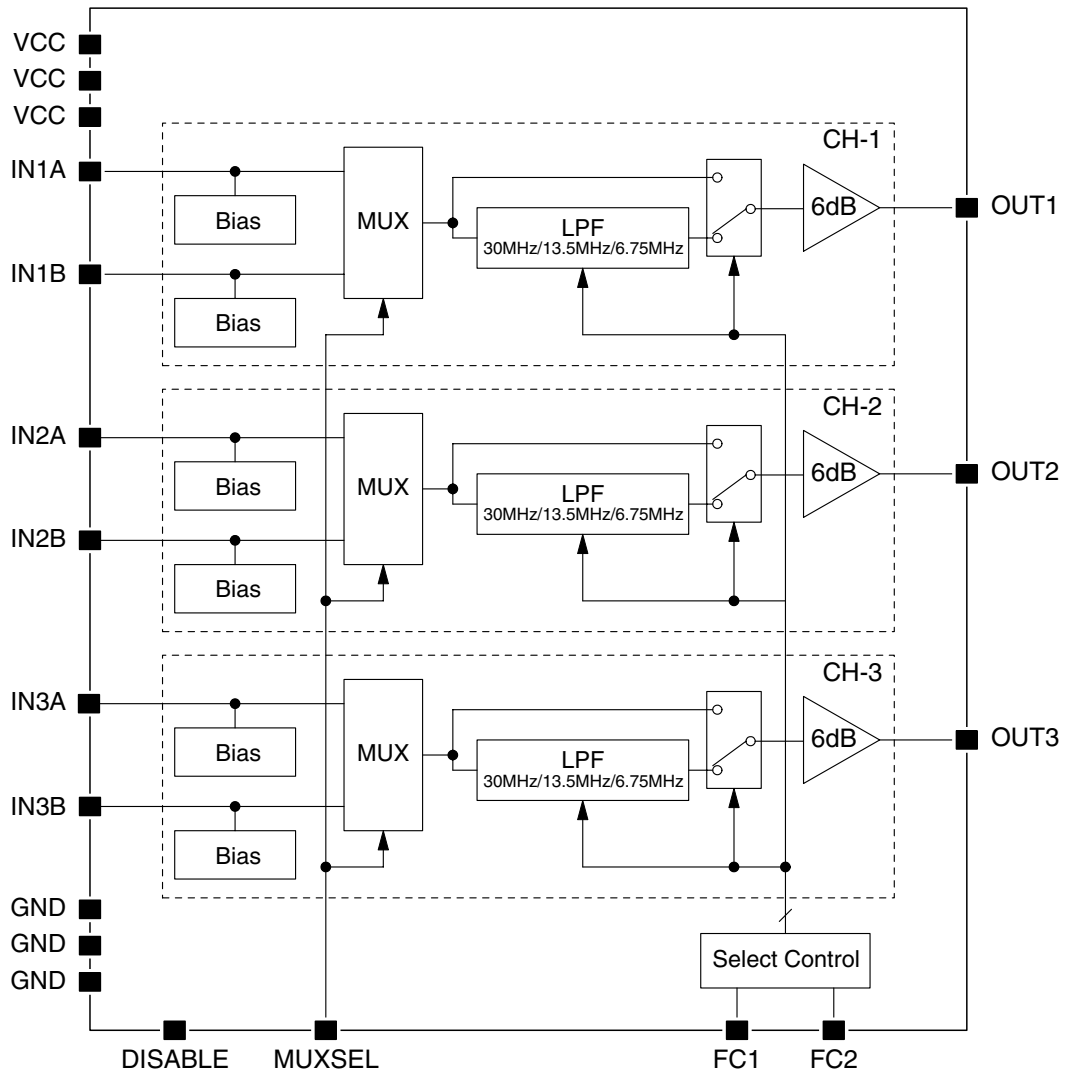 VCC
VCC
VCC
CH-1
IN1A
Bias
MUX
LPF
30MHz/13.5MHz/6.75MHz
6dB
OUT1
IN1B
Bias
CH-2
IN2A
Bias
MUX
LPF
30MHz/13.5MHz/6.75MHz
6dB
OUT2
IN2B
Bias
CH-3
IN3A
Bias
MUX
LPF
30MHz/13.5MHz/6.75MHz
6dB
OUT3
IN3B
Bias
GND
GND
GND
Select Control
DISABLE
MUXSEL
FC1
FC2